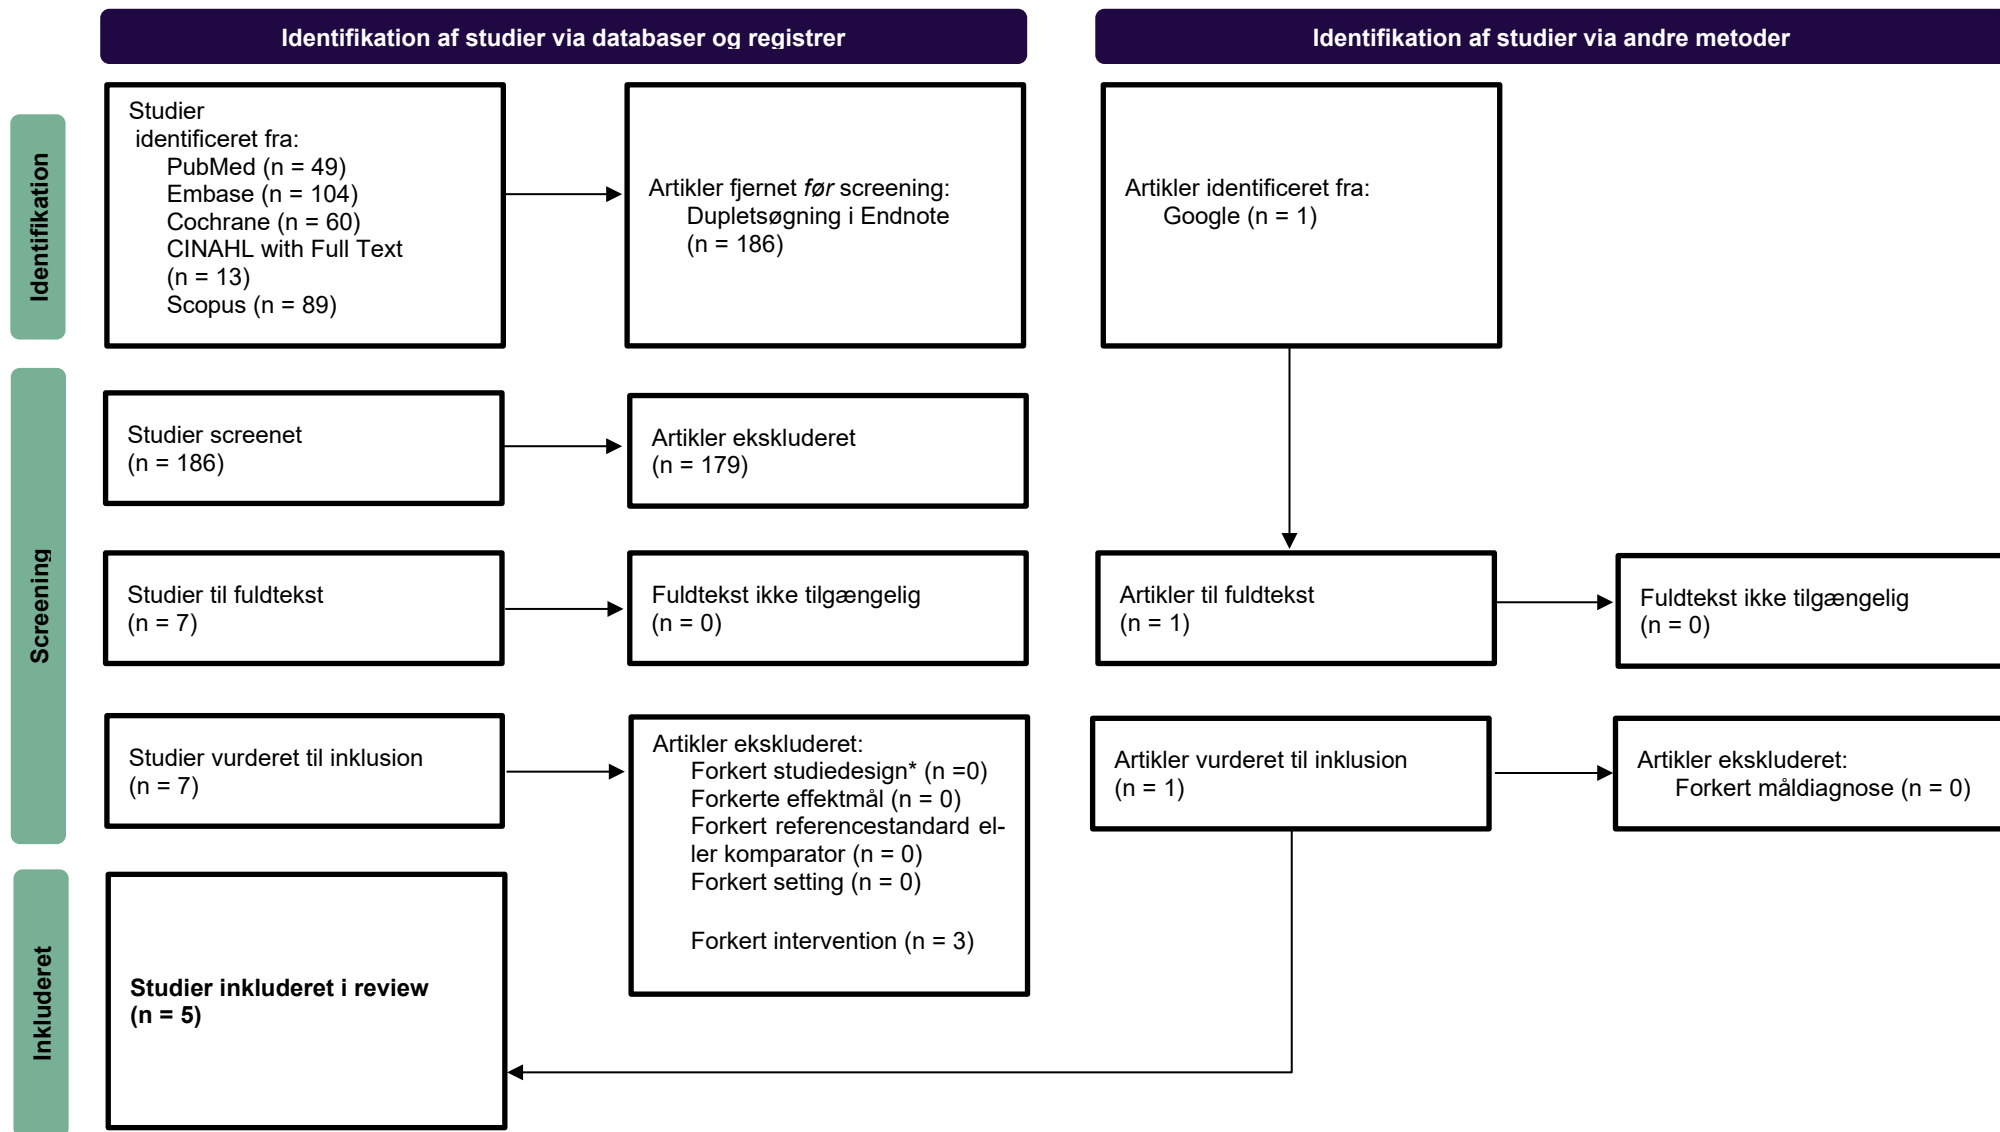 Identifikation af studier via databaser og registrer
Identifikation af studier via andre metoder
Identifikation
Studier
identificeret fra:
PubMed (n = 49)
Embase (n = 104)
Cochrane (n = 60)
CINAHL with Full Text
(n = 13)
Scopus (n = 89)
Artikler fjernet før screening:
Dupletsøgning i Endnote
(n = 186)
Artikler identificeret fra:
Google (n = 1)
Screening
Studier screenet
(n = 186)
Artikler ekskluderet
(n = 179)
Studier til fuldtekst
(n = 7)
Fuldtekst ikke tilgængelig
(n = 0)
Artikler til fuldtekst
(n = 1)
Fuldtekst ikke tilgængelig
(n = 0)
Studier vurderet til inklusion
(n = 7)
Artikler ekskluderet:
Forkert studiedesign* (n =0)
Forkerte effektmål (n = 0)
Forkert referencestandard el-
ler komparator (n = 0)
Forkert setting (n = 0)
Forkert intervention (n = 3)
Artikler vurderet til inklusion
(n = 1)
Artikler ekskluderet:
Forkert måldiagnose (n = 0)
Inkluderet
Studier inkluderet i review
(n = 5)